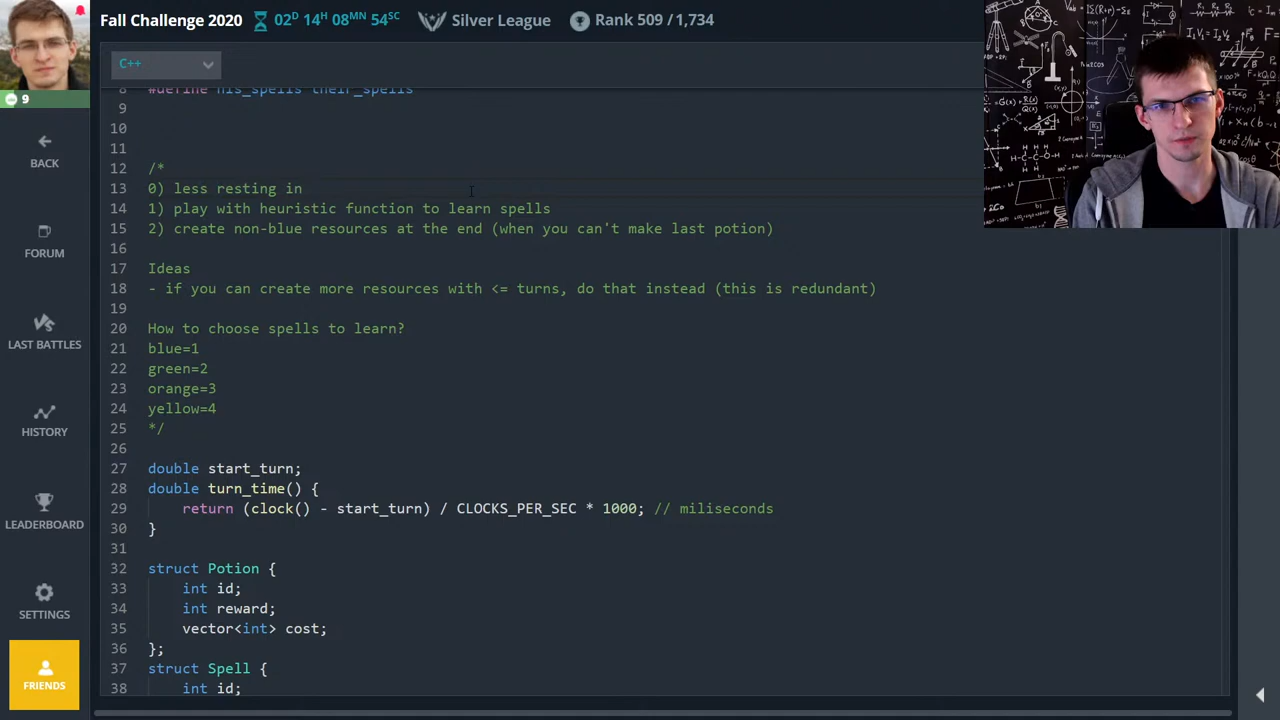 Fall Challenge 2020
02D 14H 08MN 54SC
Silver League
Rank 509 / 1,734
9
BACK
FORUM
LAST BATTLES
HISTORY
LEADERBOARD
SETTINGS
FRIENDS
C++
8 #define his_spells their_spells
9
10
11
12 /*
13 0) less resting in
14 1) play with heuristic function to learn spells
15 2) create non-blue resources at the end (when you can't make last potion)
16
17 Ideas
18 - if you can create more resources with <= turns, do that instead (this is redundant)
19
20 How to choose spells to learn?
21 blue=1
22 green=2
23 orange=3
24 yellow=4
25 */
26
27 double start_turn;
28 double turn_time() {
29 return (clock() - start_turn) / CLOCKS_PER_SEC * 1000; // miliseconds
30 }
31
32 struct Potion {
33 int id;
34 int reward;
35 vector<int> cost;
36 };
37 struct Spell {
38 int id;